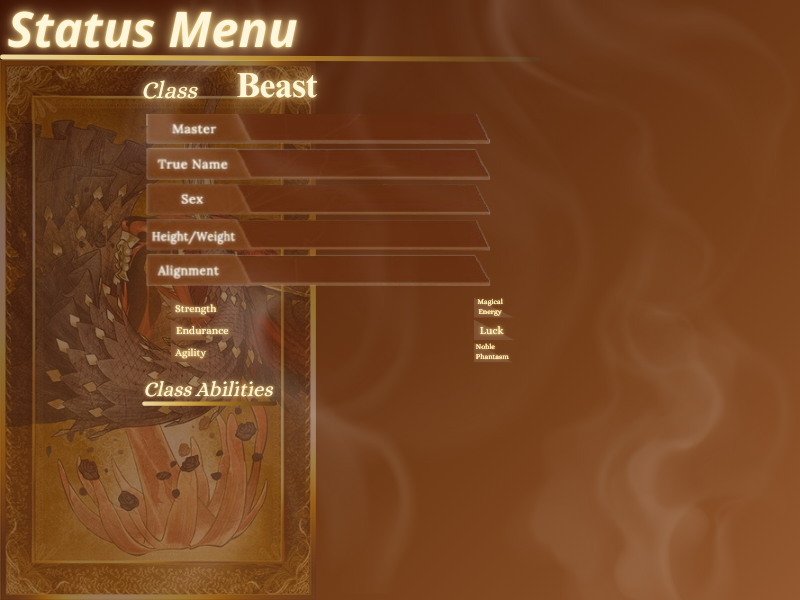 Status Menu
Class Beast
Master
True Name
Sex
Height/Weight
Alignment
Strength
Endurance
Agility
Magical
Energy
Luck
Noble
Phantasm
Class Abilities